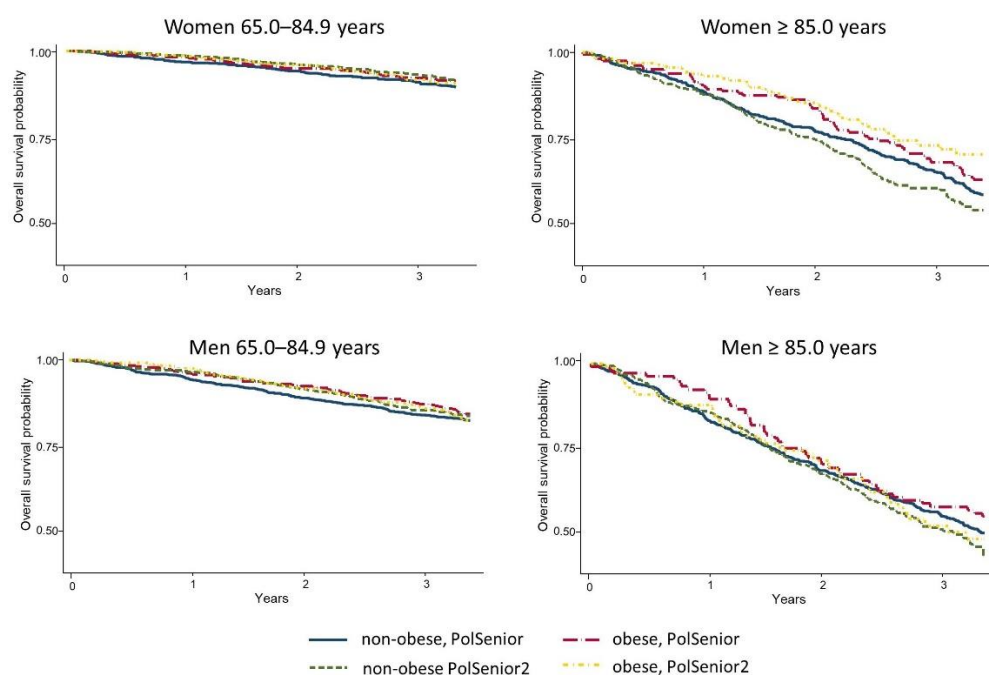 Women 65.0–84.9 years
Women ≥ 85.0 years
Overall survival probability
1.00
0.75
0.50
0
1
2
3
Years
Overall survival probability
1.00
0.75
0.50
0
1
2
3
Years
Men 65.0–84.9 years
Men ≥ 85.0 years
Overall survival probability
1.00
0.75
0.50
0
1
2
3
Years
Overall survival probability
1.00
0.75
0.50
0
1
2
3
Years
non-obese, PolSenior
obese, PolSenior
non-obese PolSenior2
obese, PolSenior2